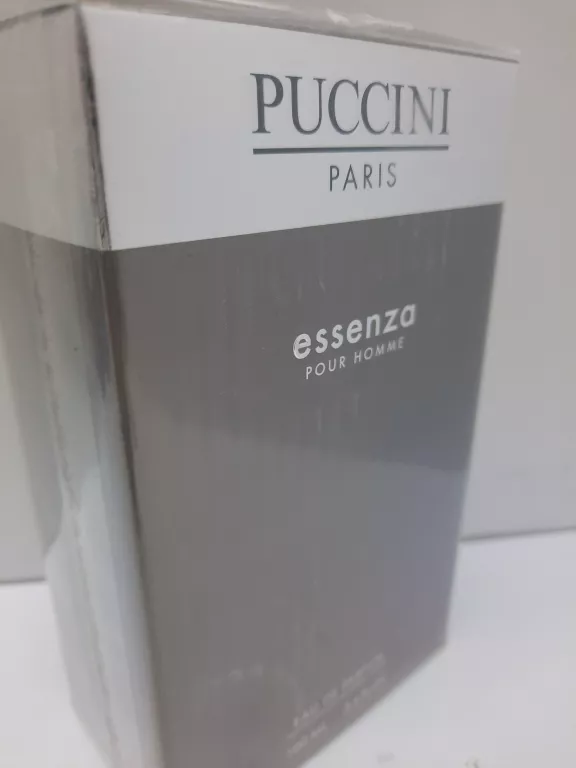 PUCCINI
PARIS
essenza
POUR HOMME